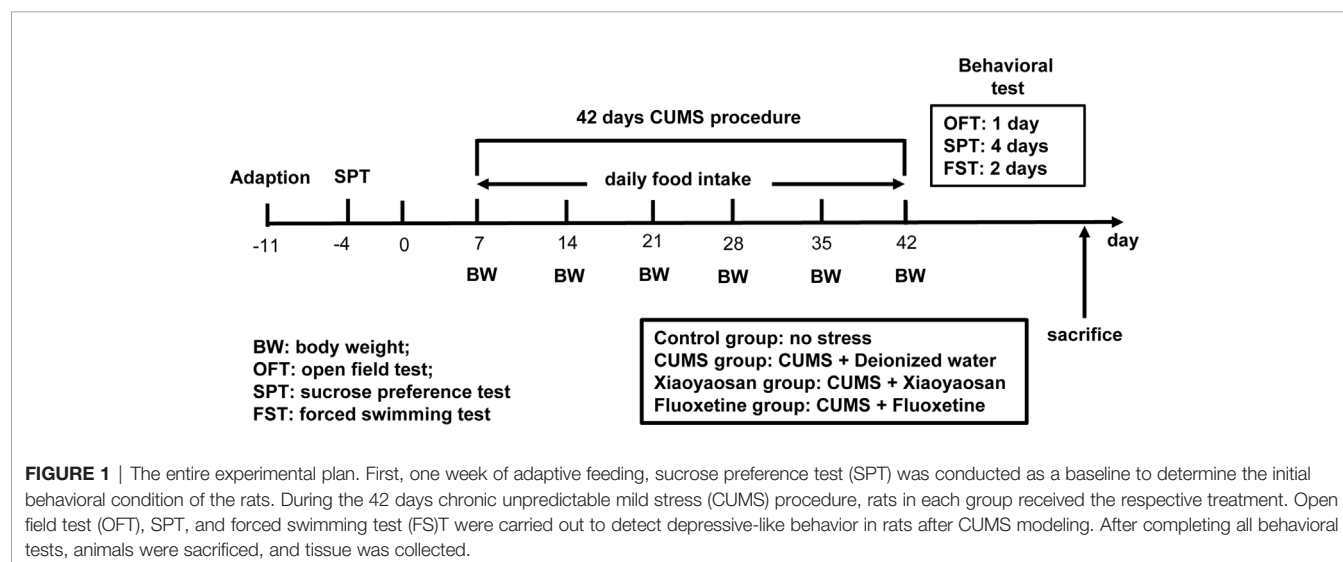 Behavioral
test
OFT: 1 day
SPT: 4 days
FST: 2 days
42 days CUMS procedure
Adaption SPT
daily food intake
-11 -4 0 7 14 21 28 35 42 day
BW BW BW BW BW BW
sacrifice
BW: body weight;
OFT: open field test;
SPT: sucrose preference test
FST: forced swimming test
Control group: no stress
CUMS group: CUMS + Deionized water
Xiaoyaosan group: CUMS + Xiaoyaosan
Fluoxetine group: CUMS + Fluoxetine
FIGURE 1 | The entire experimental plan. First, one week of adaptive feeding, sucrose preference test (SPT) was conducted as a baseline to determine the initial
behavioral condition of the rats. During the 42 days chronic unpredictable mild stress (CUMS) procedure, rats in each group received the respective treatment. Open
field test (OFT), SPT, and forced swimming test (FS)T were carried out to detect depressive-like behavior in rats after CUMS modeling. After completing all behavioral
tests, animals were sacrificed, and tissue was collected.